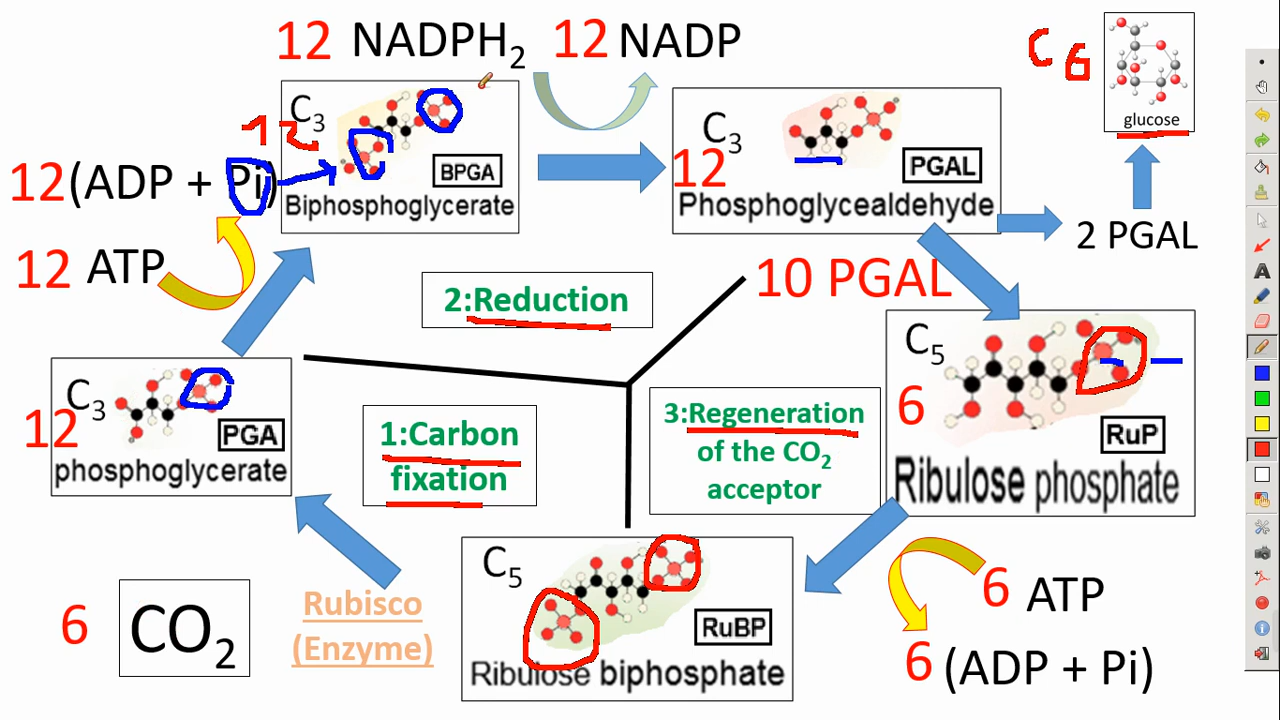 12 NADPH2 12 NADP
C 6
glucose
C3
12
BPGA
Biphosphoglycerate
C3
12
PGAL
Phosphoglycealdehyde
12(ADP + Pi)
12 ATP
2 PGAL
10 PGAL
2:Reduction
C3
12
PGA
phosphoglycerate
1:Carbon
fixation
3:Regeneration
of the CO2
acceptor
C5
6
RuP
Ribulose phosphate
6 CO2
Rubisco
(Enzyme)
C5
RuBP
Ribulose biphosphate
6 ATP
6 (ADP + Pi)